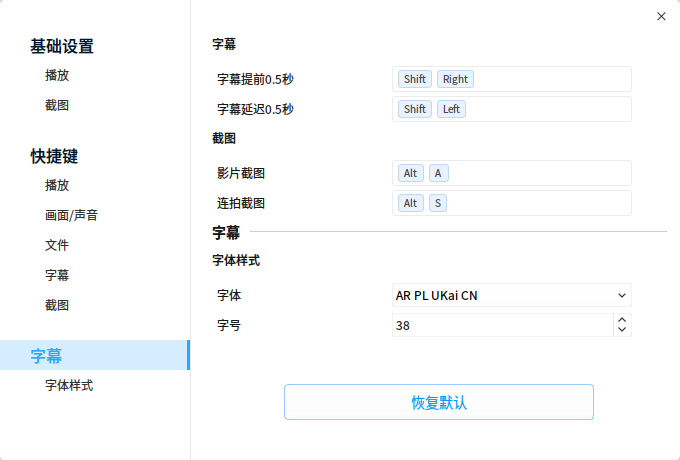 基础设置
播放
截图
快捷键
播放
画面/声音
文件
字幕
截图
字幕
字体样式
字幕
字幕提前0.5秒 Shift Right
字幕延迟0.5秒 Shift Left
截图
影片截图 Alt A
连拍截图 Alt S
字幕
字体样式
字体 AR PL UKai CN
字号 38
恢复默认